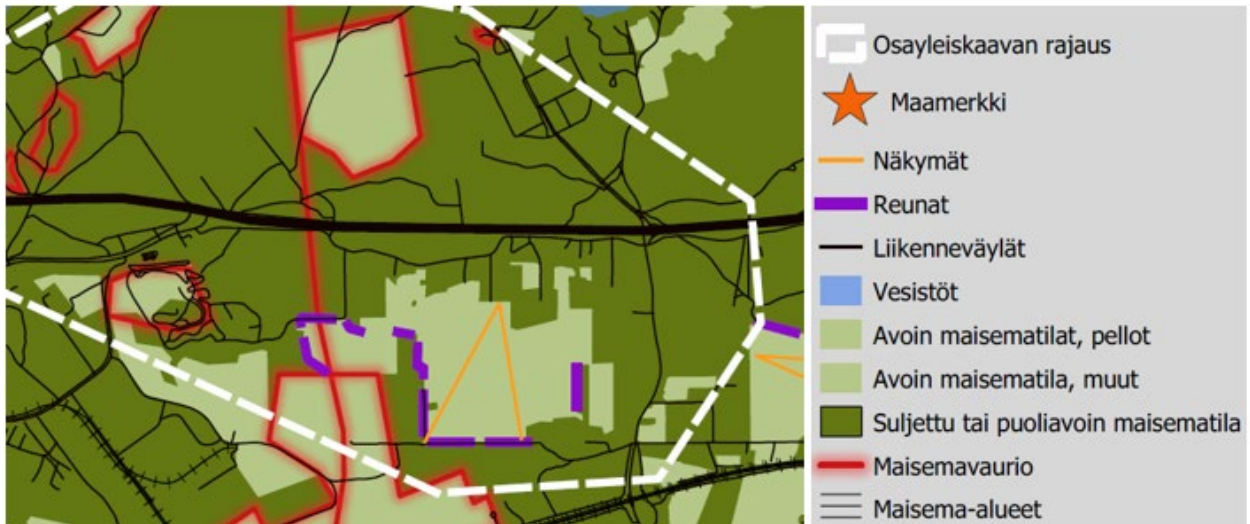 Osayleiskaavan rajaus
Maamerkki
Näkymät
Reunat
Liikenneväylät
Vesistöt
Avoin maisematilat, pellot
Avoin maisematila, muut
Suljettu tai puoliavoin maisematila
Maisemavaurio
Maisema-alueet